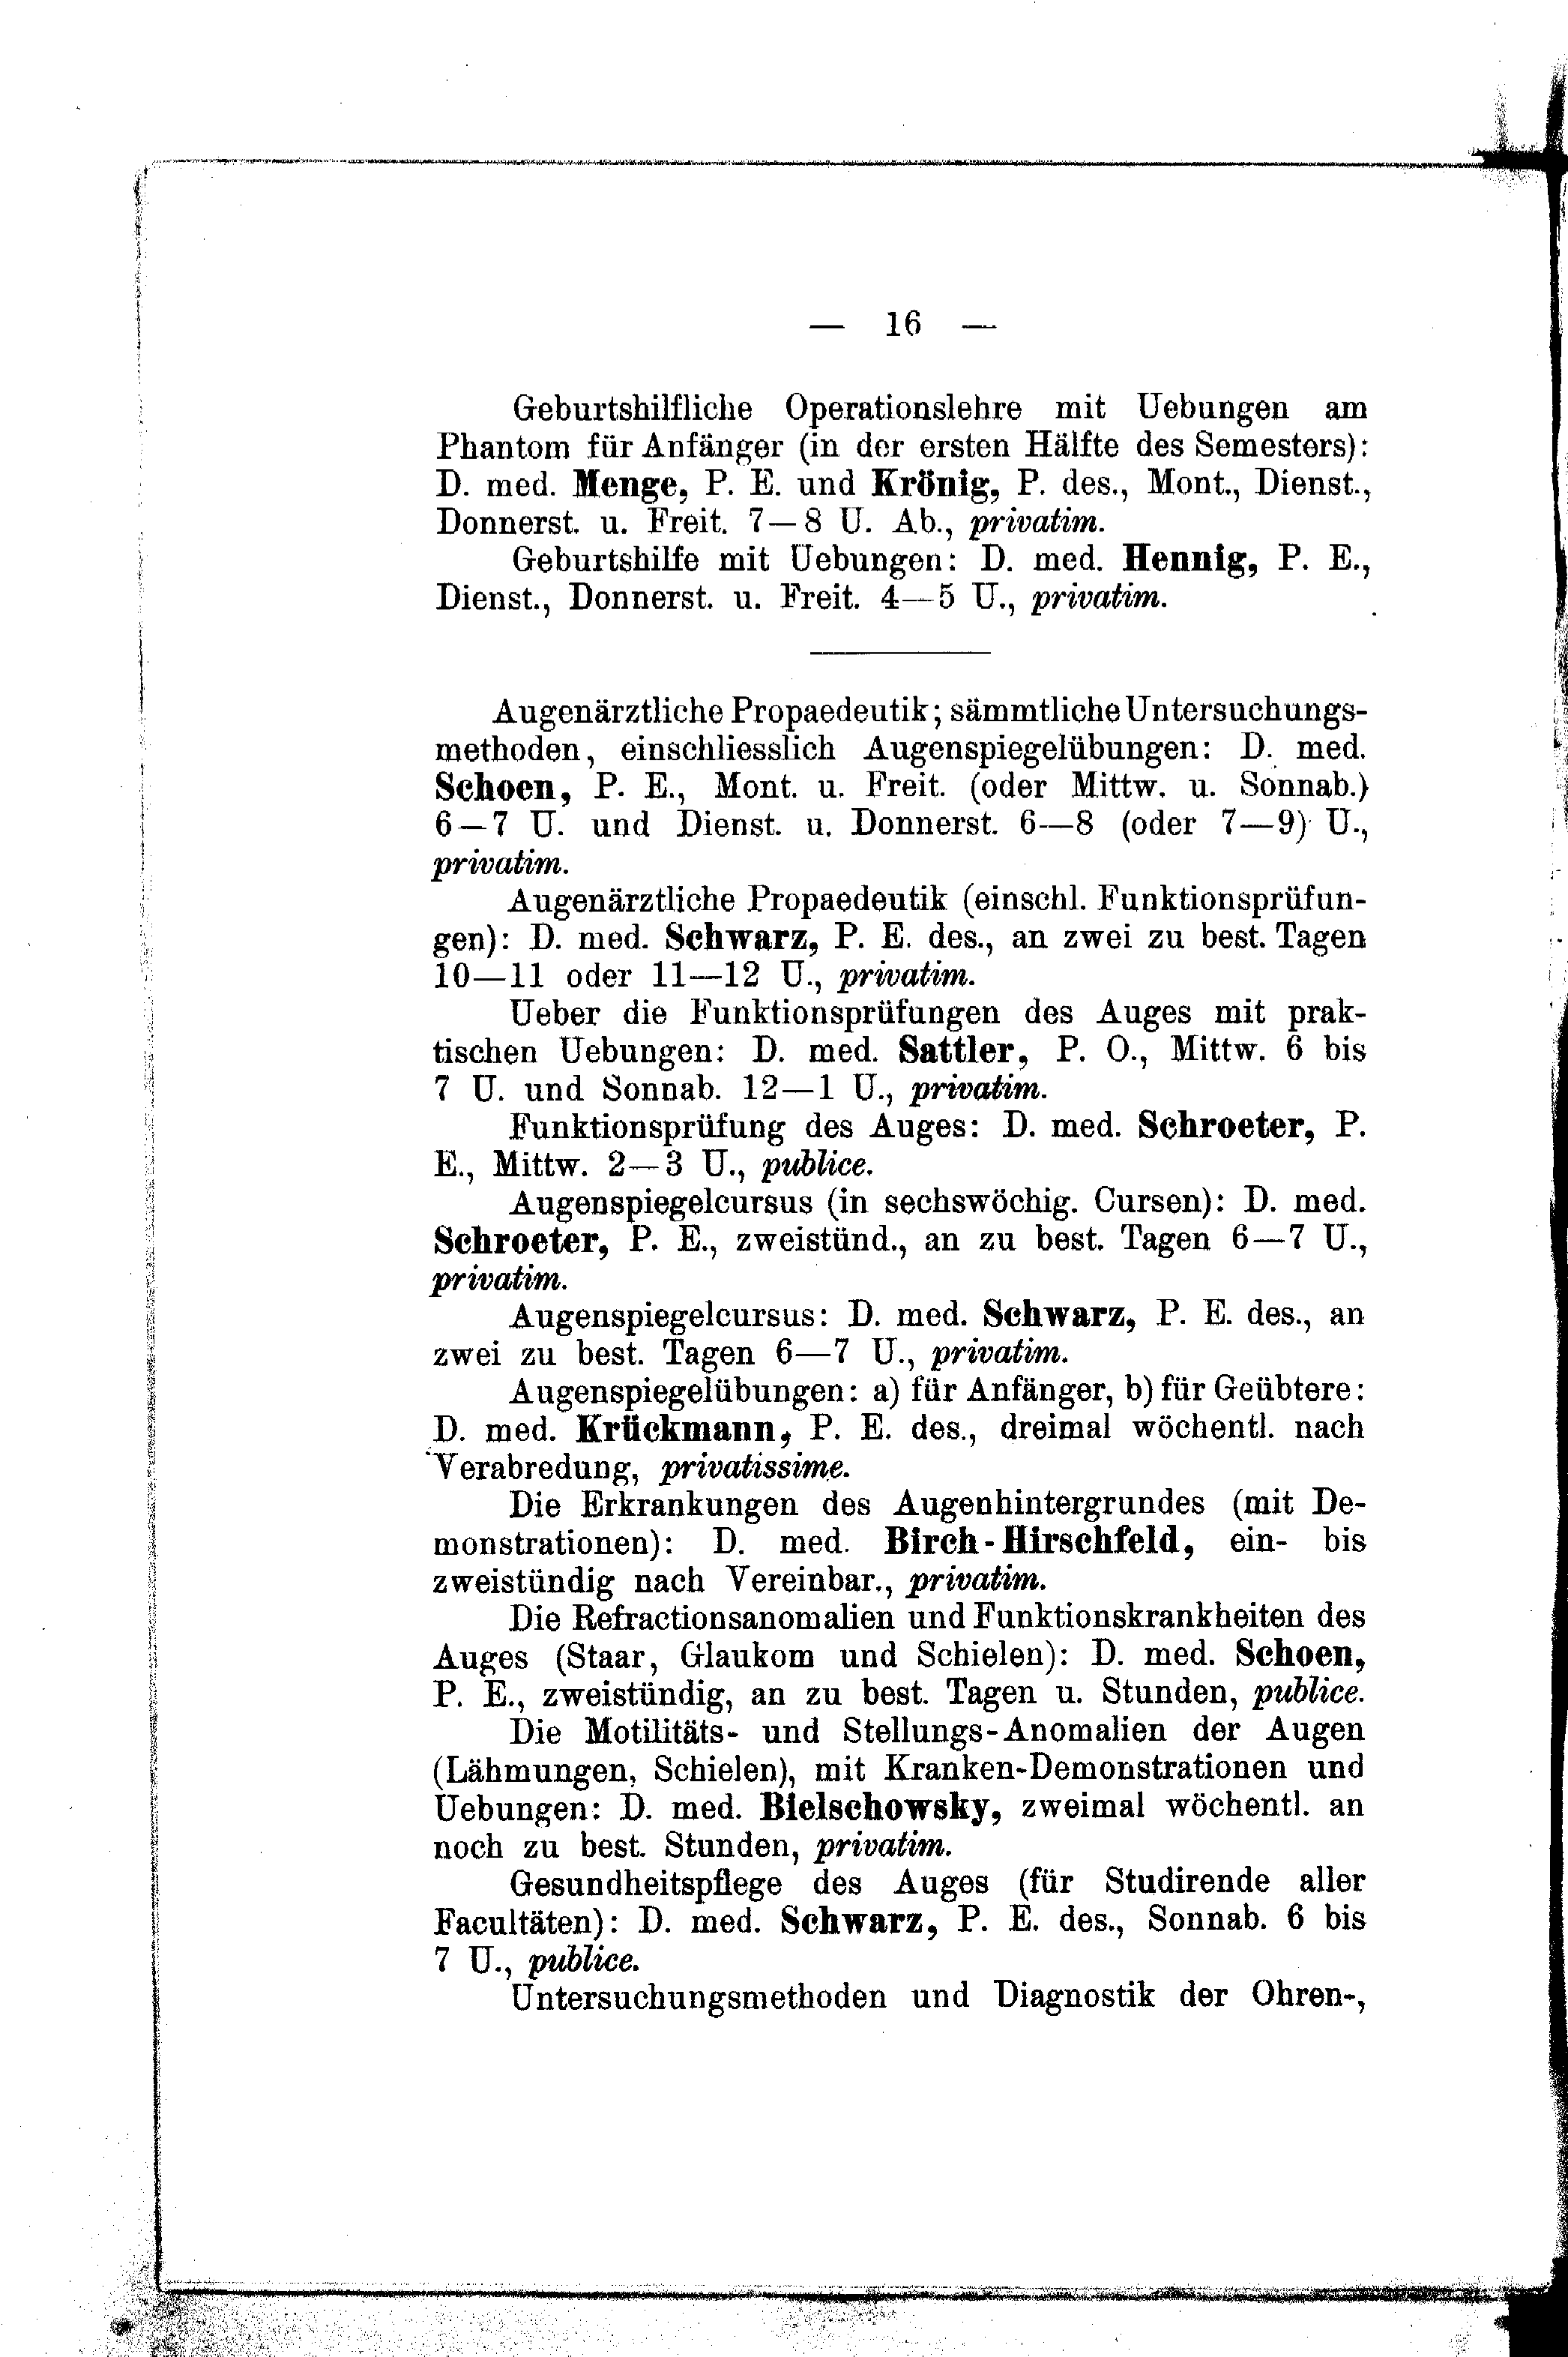 — 16 —
Geburtshilfliche Operationslehre mit Uebungen am
Phantom für Anfänger (in der ersten Hälfte des Semesters):
D. med. Menge, P. E. und Krönig, P. des., Mont., Dienst.,
Donnerst. u. Freit. 7—8 U. Ab., privatim.
Geburtshilfe mit Uebungen: D. med. Hennig, P. E.,
Dienst., Donnerst. u. Freit. 4—5 U., privatim.
Augenärztliche Propaedeutik; sämmtliche Untersuchungs-
methoden, einschliesslich Augenspiegelübungen: D. med.
Schoen, P. E., Mont. u. Freit. (oder Mittw. u. Sonnab.)
6—7 U. und Dienst. u. Donnerst. 6—8 (oder 7—9) U.,
privatim.
Augenärztliche Propaedeutik (einschl. Funktionsprüfun-
gen): D. med. Schwarz, P. E. des., an zwei zu best. Tagen
10—11 oder 11—12 U., privatim.
Ueber die Funktionsprüfungen des Auges mit prak-
tischen Uebungen: D. med. Sattler, P. O., Mittw. 6 bis
7 U. und Sonnab. 12—1 U., privatim.
Funktionsprüfung des Auges: D. med. Schroeter, P.
E., Mittw. 2—3 U., publice.
Augenspiegelcursus (in sechswöchig. Cursen): D. med.
Schroeter, P. E., zweistünd., an zu best. Tagen 6—7 U.,
privatim.
Augenspiegelcursus: D. med. Schwarz, P. E. des., an
zwei zu best. Tagen 6—7 U., privatim.
Augenspiegelübungen: a) für Anfänger, b) für Geübtere:
D. med. Krückmann, P. E. des., dreimal wöchentl. nach
Verabredung, privatissime.
Die Erkrankungen des Augenhintergrundes (mit De-
monstrationen): D. med. Birch-Hirschfeld, ein- bis
zweistündig nach Vereinbar., privatim.
Die Refractionsanomalien und Funktionskrankheiten des
Auges (Staar, Glaukom und Schielen): D. med. Schoen,
P. E., zweistündig, an zu best. Tagen u. Stunden, publice.
Die Motilitäts- und Stellungs-Anomalien der Augen
(Lähmungen, Schielen), mit Kranken-Demonstrationen und
Uebungen: D. med. Bielschowsky, zweimal wöchentl. an
noch zu best. Stunden, privatim.
Gesundheitspflege des Auges (für Studirende aller
Facultäten): D. med. Schwarz, P. E. des., Sonnab. 6 bis
7 U., publice.
Untersuchungsmethoden und Diagnostik der Ohren-,